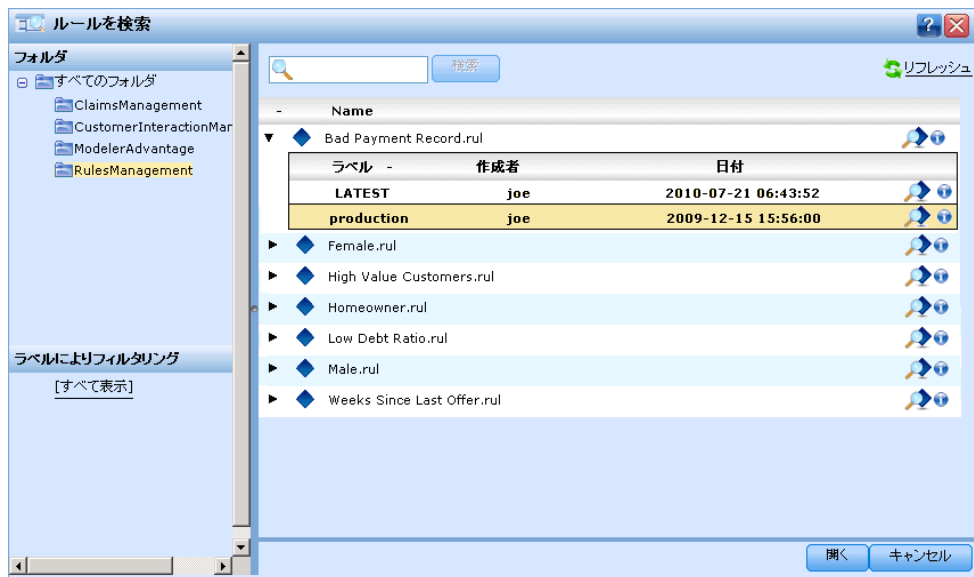 ルールを検索
?
フォルダ
すべてのフォルダ
ClaimsManagement
CustomerInteractionMar
ModelerAdvantage
RulesManagement
ラベルによりフィルタリング
[すべて表示]
検索
リフレッシュ
- Name
Bad Payment Record.rul
ラベル - 作成者 日付
LATEST joe 2010-07-21 06:43:52
production joe 2009-12-15 15:56:00
Female.rul
High Value Customers.rul
Homeowner.rul
Low Debt Ratio.rul
Male.rul
Weeks Since Last Offer.rul
開く キャンセル